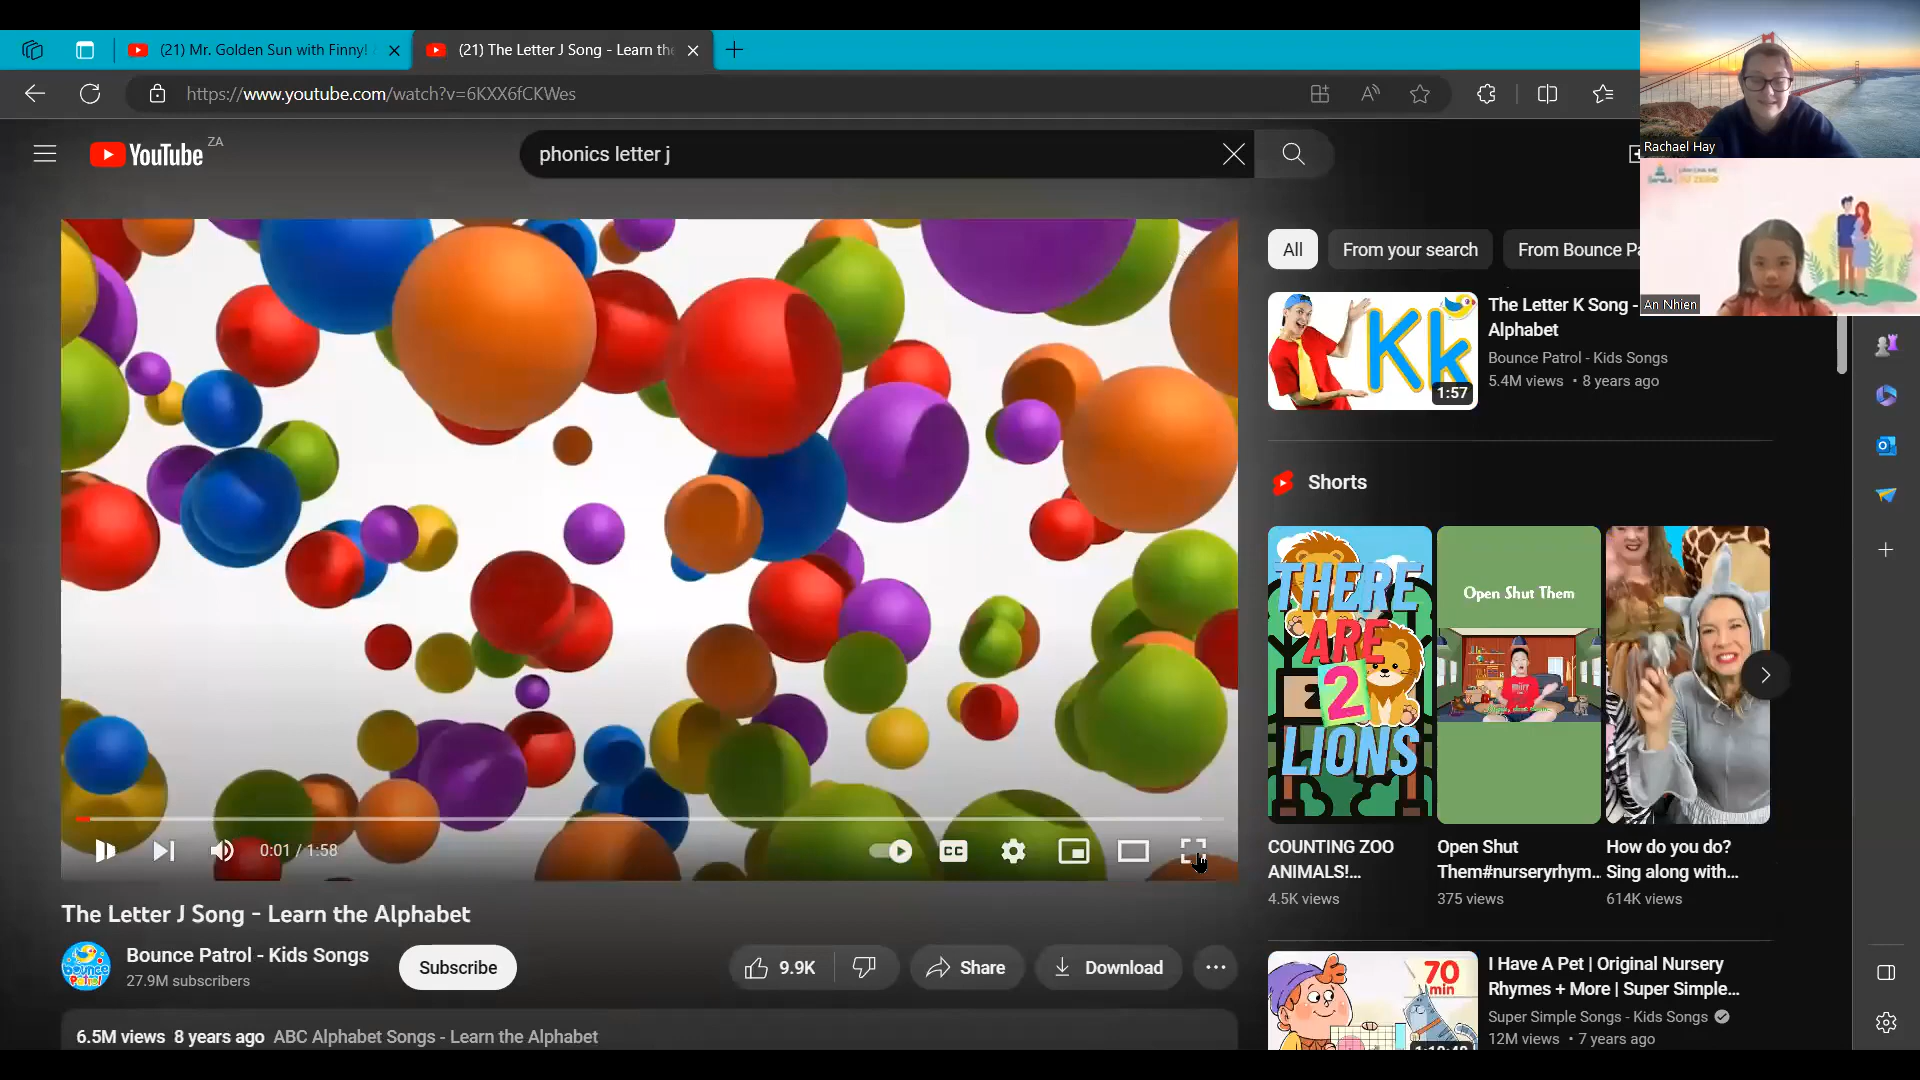 (21) Mr. Golden Sun with Finny!
(21) The Letter J Song - Learn the
https://www.youtube.com/watch?v=6KXX6fCKWes
YouTube ZA
phonics letter j
Rachael Hay
An Nhien
All
From your search
From Bounce Pa
Kk
1:57
The Letter K Song -
Alphabet
Bounce Patrol - Kids Songs
5.4M views • 8 years ago
Shorts
THERE
ARE
2
LIONS
Open Shut Them
COUNTING ZOO
ANIMALS!...
4.5K views
Open Shut
Them#nurseryrhym...
375 views
How do you do?
Sing along with...
614K views
0:01 / 1:58
CC
The Letter J Song - Learn the Alphabet
bounce
Patrol
Bounce Patrol - Kids Songs
27.9M subscribers
Subscribe
9.9K
Share
Download
6.5M views 8 years ago ABC Alphabet Songs - Learn the Alphabet
70
min
I Have A Pet | Original Nursery
Rhymes + More | Super Simple...
Super Simple Songs - Kids Songs
12M views • 7 years ago